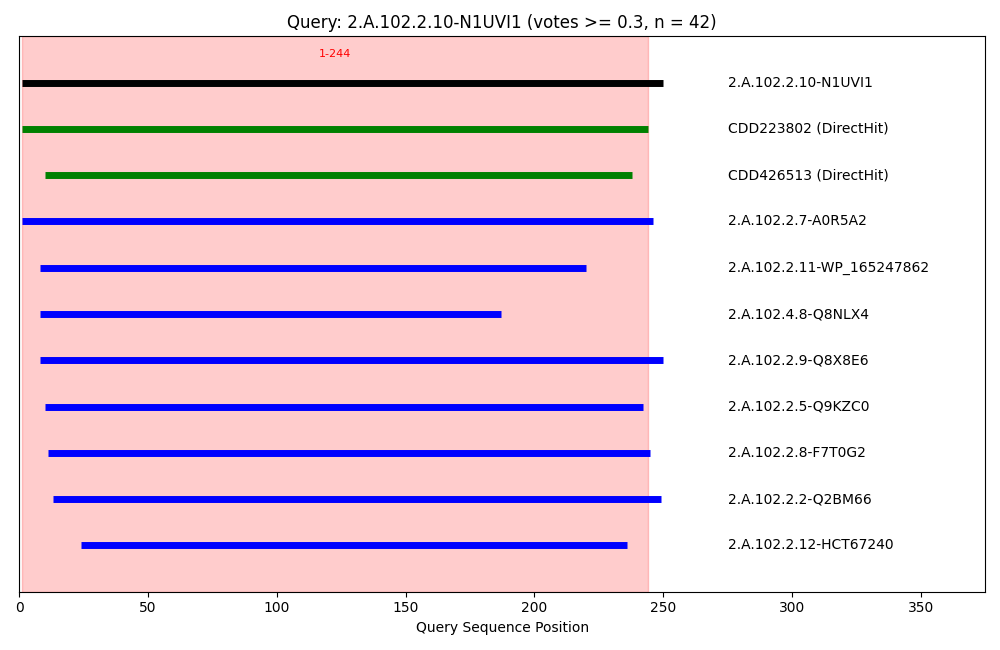 Query: 2.A.102.2.10-N1UVI1 (votes >= 0.3, n = 42)
1-244
2.A.102.2.10-N1UVI1
CDD223802 (DirectHit)
CDD426513 (DirectHit)
2.A.102.2.7-A0R5A2
2.A.102.2.11-WP_165247862
2.A.102.4.8-Q8NLX4
2.A.102.2.9-Q8X8E6
2.A.102.2.5-Q9KZC0
2.A.102.2.8-F7T0G2
2.A.102.2.2-Q2BM66
2.A.102.2.12-HCT67240
0 50 100 150 200 250 300 350
Query Sequence Position